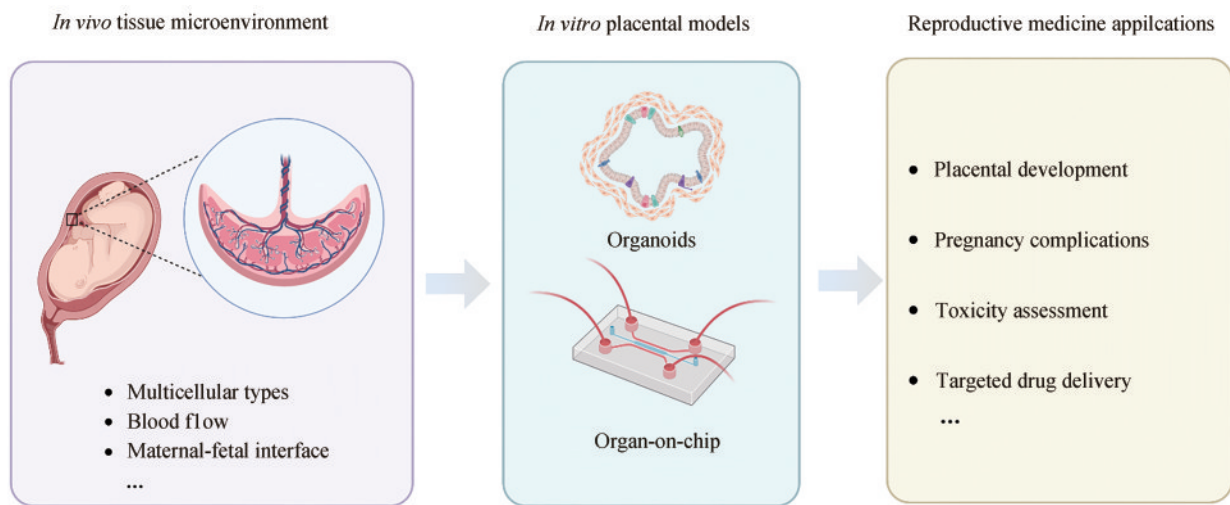 In vivo tissue microenvironment
• Multicellular types
• Blood flow
• Maternal-fetal interface
...
In vitro placental models
Organoids
Organ-on-chip
Reproductive medicine appilcations
• Placental development
• Pregnancy complications
• Toxicity assessment
• Targeted drug delivery
...